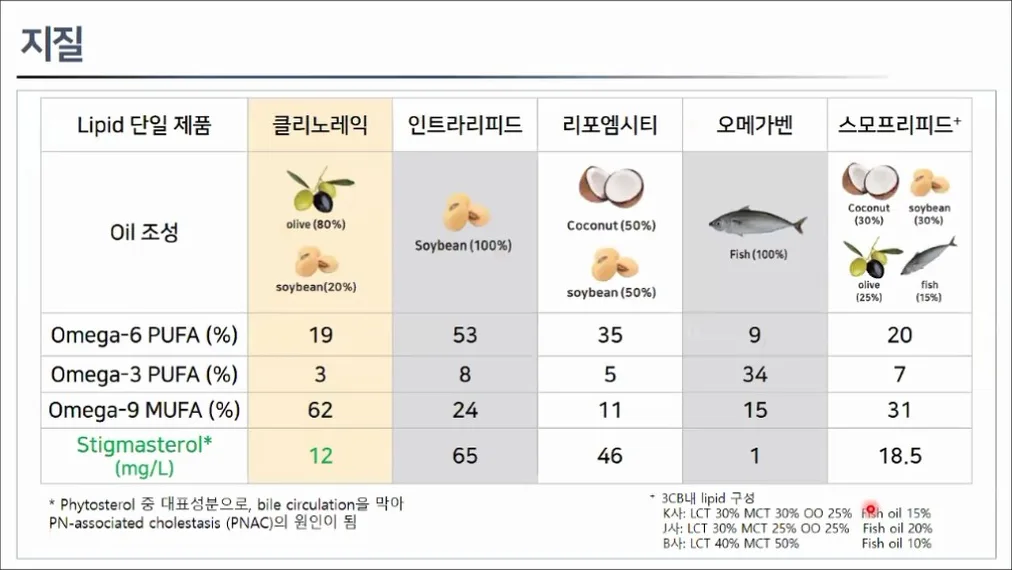 지질
Lipid 단일 제품 클리노레익 인트라리피드 리포엠시티 오메가벤 스모프리피드+
Oil 조성
olive (80%)
soybean(20%)
Soybean (100%)
Coconut (50%)
soybean (50%)
Fish (100%)
Coconut (30%)
soybean (30%)
olive (25%)
fish (15%)
Omega-6 PUFA (%) 19 53 35 9 20
Omega-3 PUFA (%) 3 8 5 34 7
Omega-9 MUFA (%) 62 24 11 15 31
Stigmasterol*
(mg/L) 12 65 46 1 18.5
* Phytosterol 중 대표성분으로, bile circulation을 막아
PN-associated cholestasis (PNAC)의 원인이 됨
+ 3CB내 lipid 구성
K사: LCT 30% MCT 30% OO 25% Fish oil 15%
J사: LCT 30% MCT 25% OO 25% Fish oil 20%
B사: LCT 40% MCT 50% Fish oil 10%